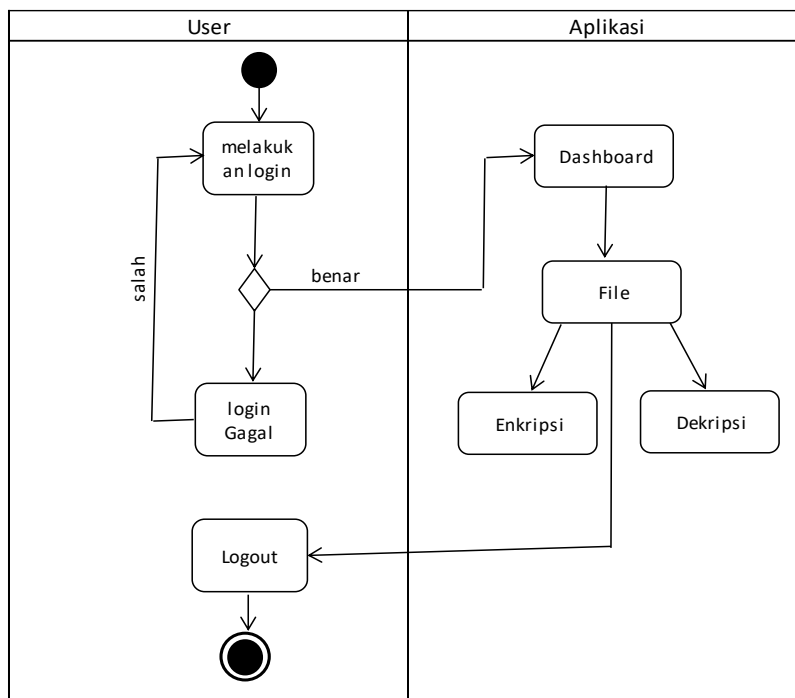 User
Aplikasi
melakuk
an login
Dashboard
salah
benar
File
login
Gagal
Enkripsi
Dekripsi
Logout